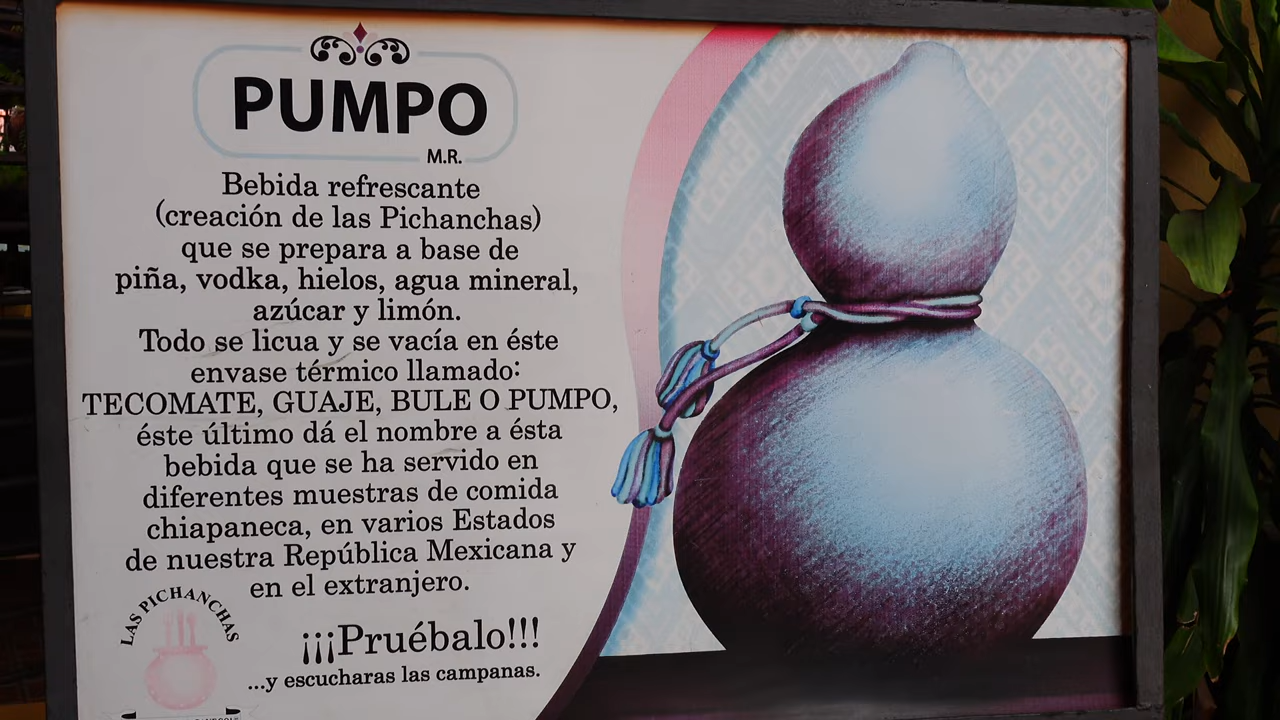 PUMPO
M.R.
Bebida refrescante
(creación de las Pichanchas)
que se prepara a base de
piña, vodka, hielos, agua mineral,
azúcar y limón.
Todo se licua y se vacía en éste
envase térmico llamado:
TECOMATE, GUAJE, BULE O PUMPO,
éste último dá el nombre a ésta
bebida que se ha servido en
diferentes muestras de comida
chiapaneca, en varios Estados
de nuestra República Mexicana y
en el extranjero.
LAS PICHANCHAS
¡¡¡Pruébalo!!!
...y escucharas las campanas.